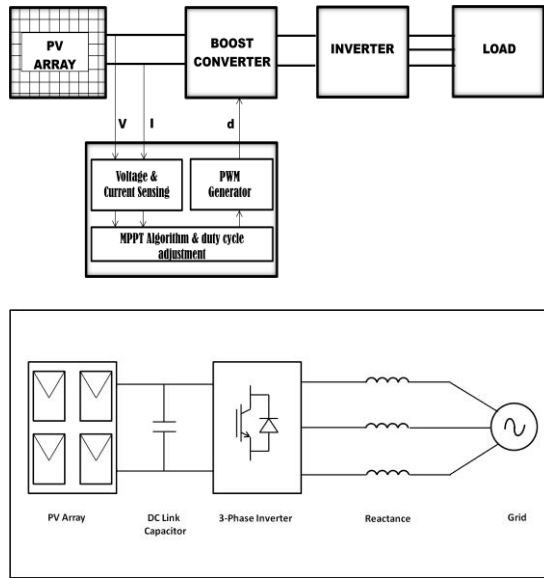 PV
ARRAY
BOOST
CONVERTER
INVERTER
LOAD
V
I
d
Voltage &
Current Sensing
PWM
Generator
MPPT Algorithm & duty cycle
adjustment
PV Array
DC Link
Capacitor
3-Phase Inverter
Reactance
Grid